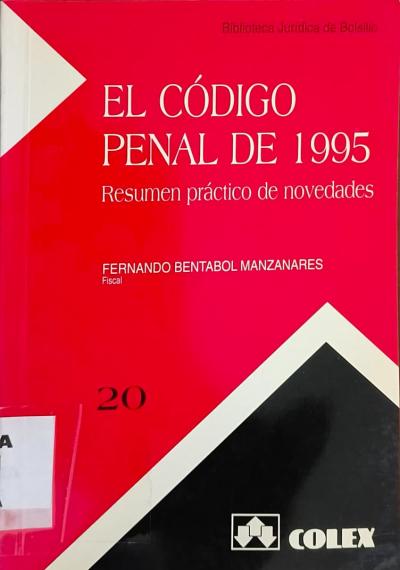 Biblioteca Jurídica de Bolsillo
EL CÓDIGO
PENAL DE 1995
Resumen práctico de novedades
FERNANDO BENTABOL MANZANARES
Fiscal
20
A
COLEX